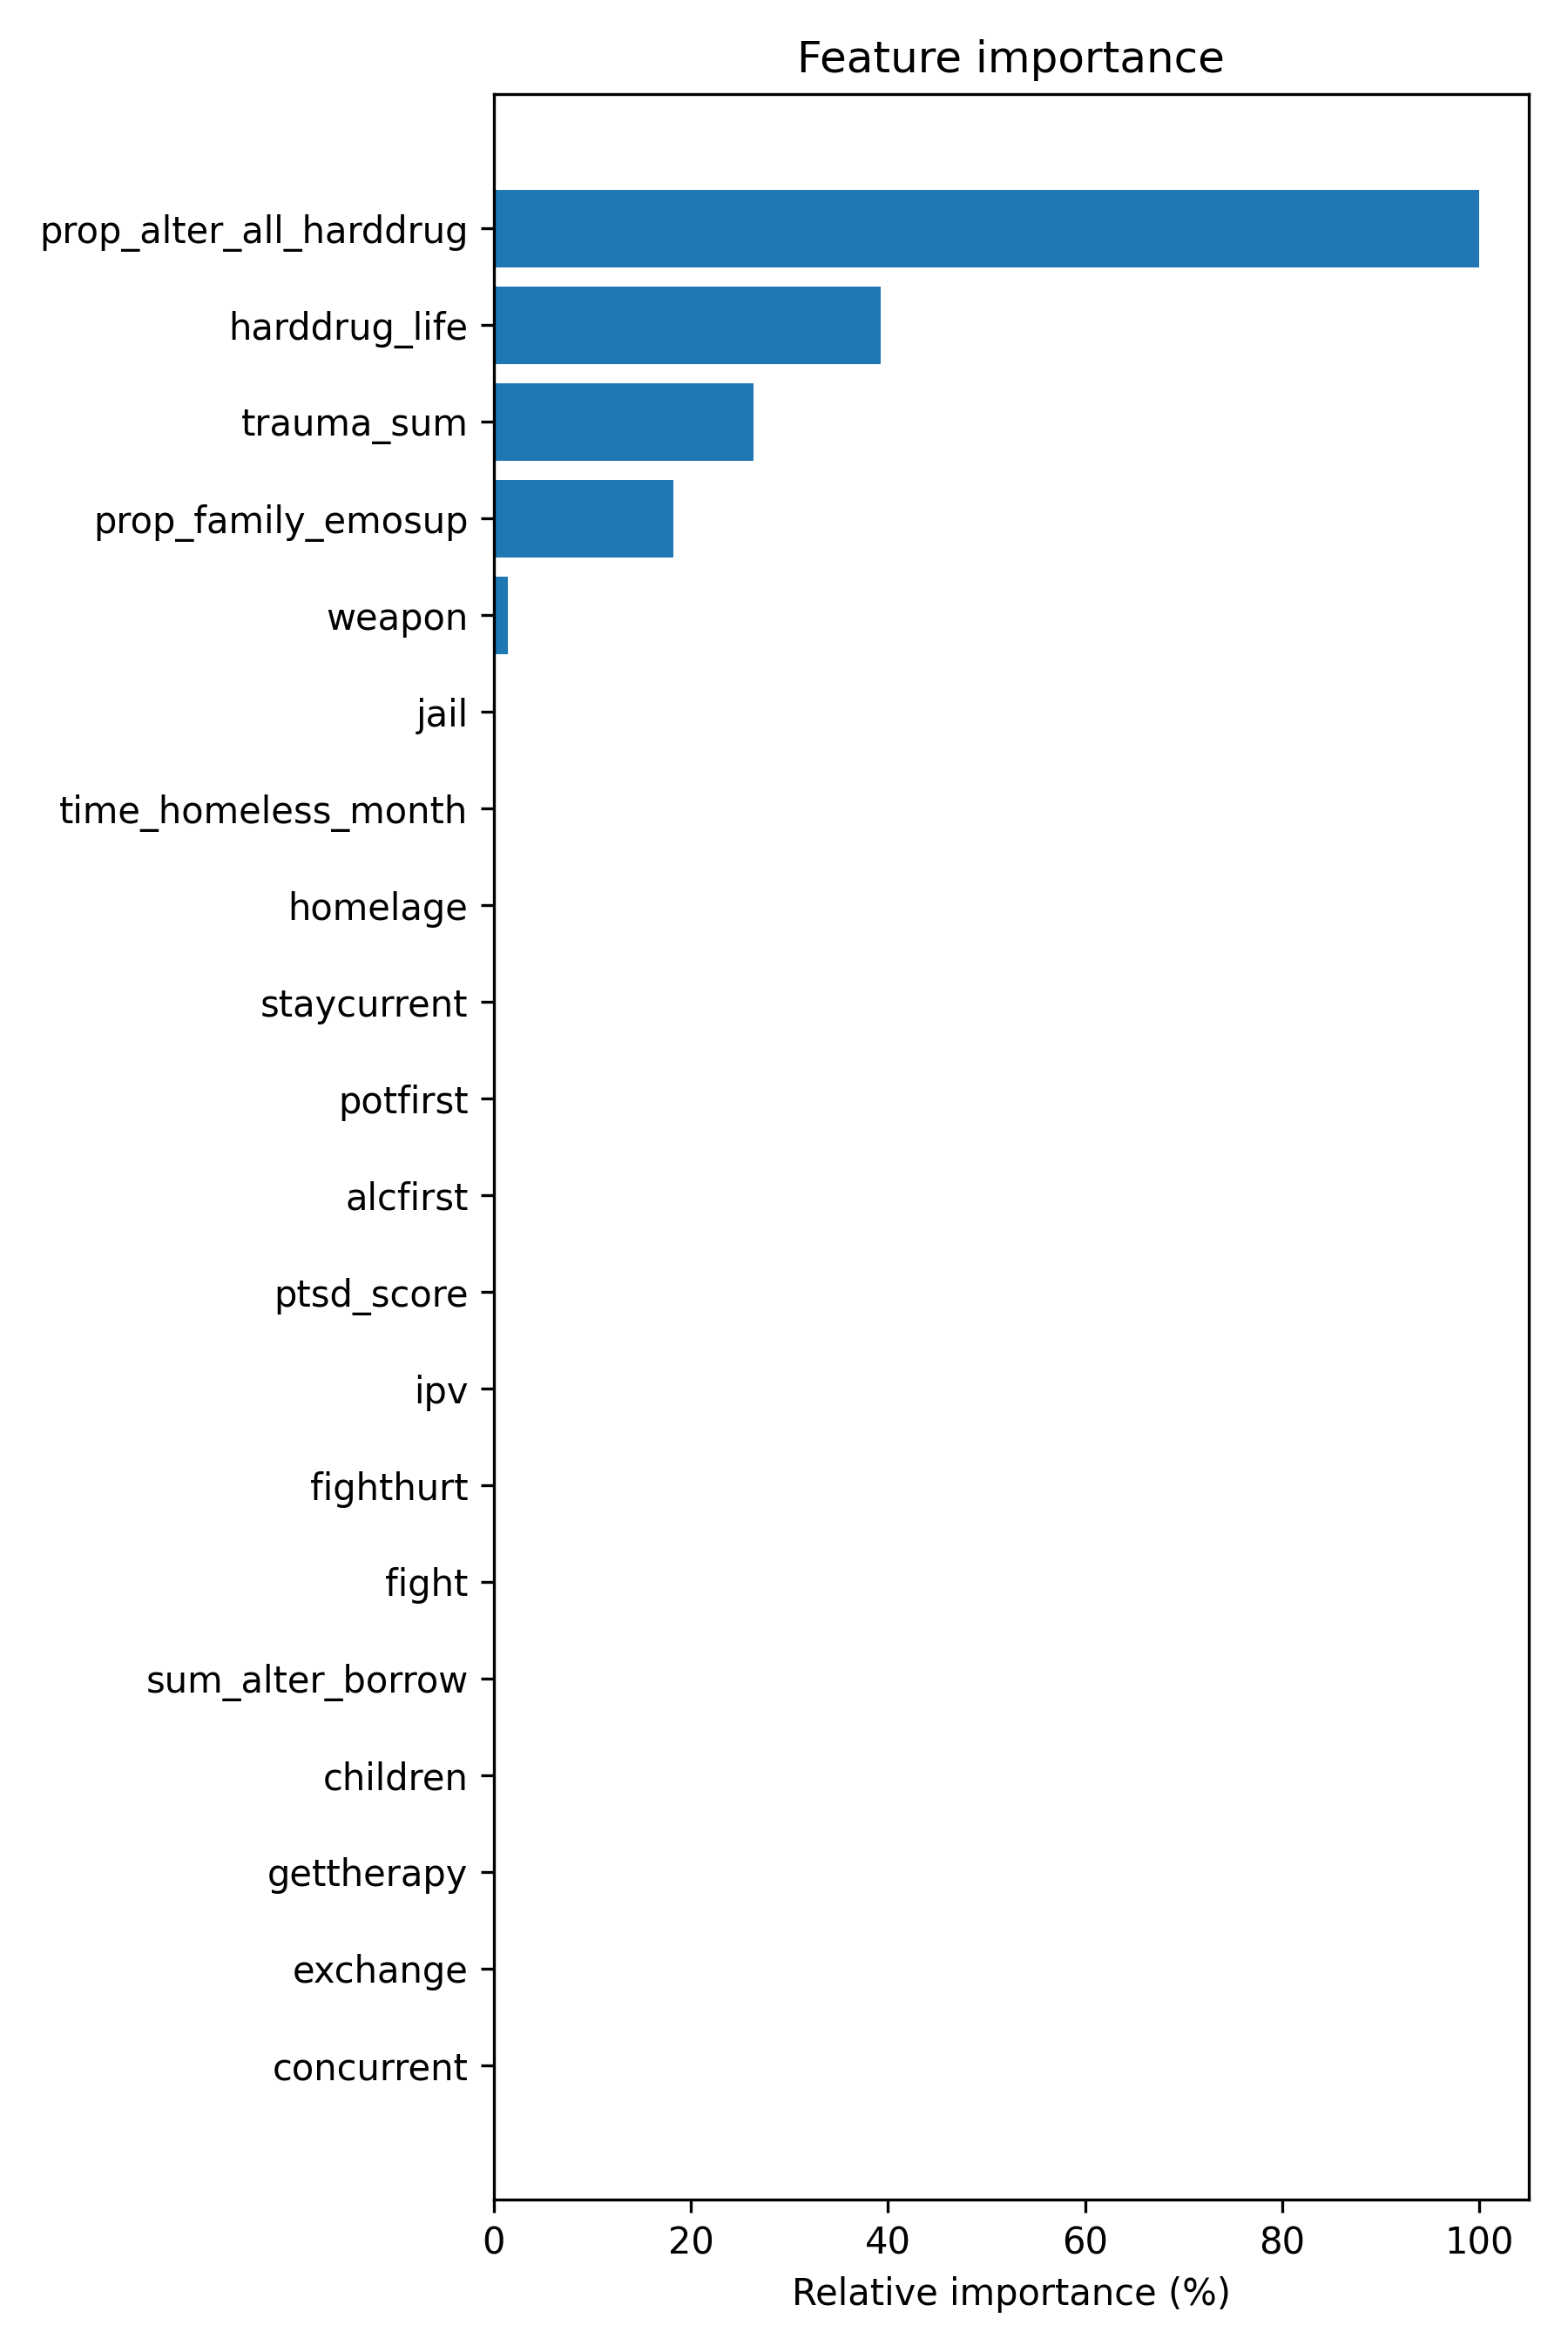 Feature importance
prop_alter_all_harddrug
harddrug_life
trauma_sum
prop_family_emosup
weapon
jail
time_homeless_month
homelage
staycurrent
potfirst
alcfirst
ptsd_score
ipv
fighthurt
fight
sum_alter_borrow
children
gettherapy
exchange
concurrent
0 20 40 60 80 100
Relative importance (%)